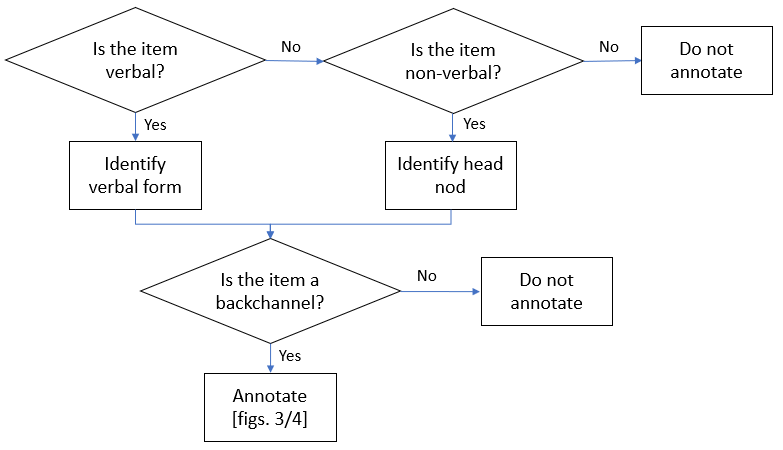 Is the item
verbal?
No
Is the item
non-verbal?
No
Do not
annotate
Yes
Yes
Identify
verbal form
Identify head
nod
Is the item a
backchannel?
No
Do not
annotate
Yes
Annotate
[figs. 3/4]